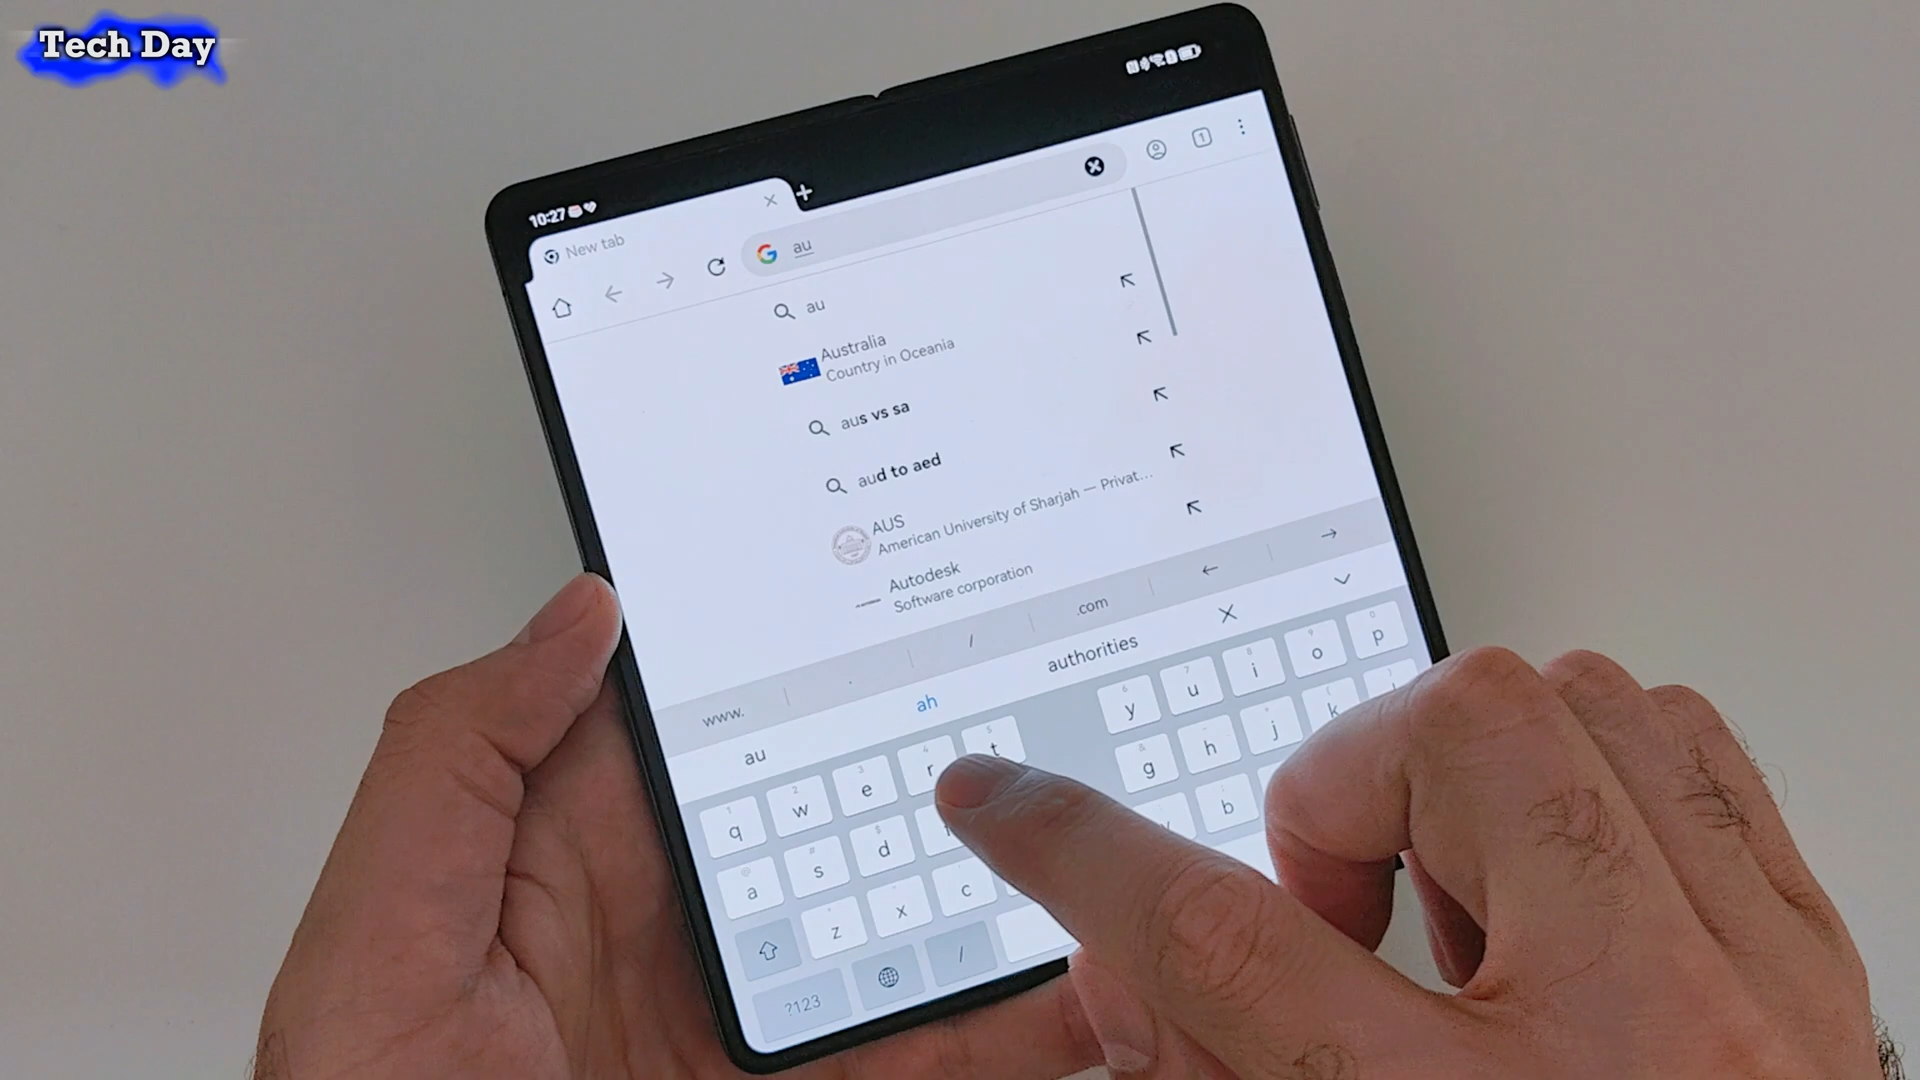 Tech Day
10:27
New tab
1
au
au
Australia
Country in Oceania
aus vs sa
aud to aed
AUS
American University of Sharjah — Privat...
Autodesk
Software corporation
www.
.
/
.com
au
ah
authorities
q w e r t y u i o p
a s d g h j k
z x c b
?123 /